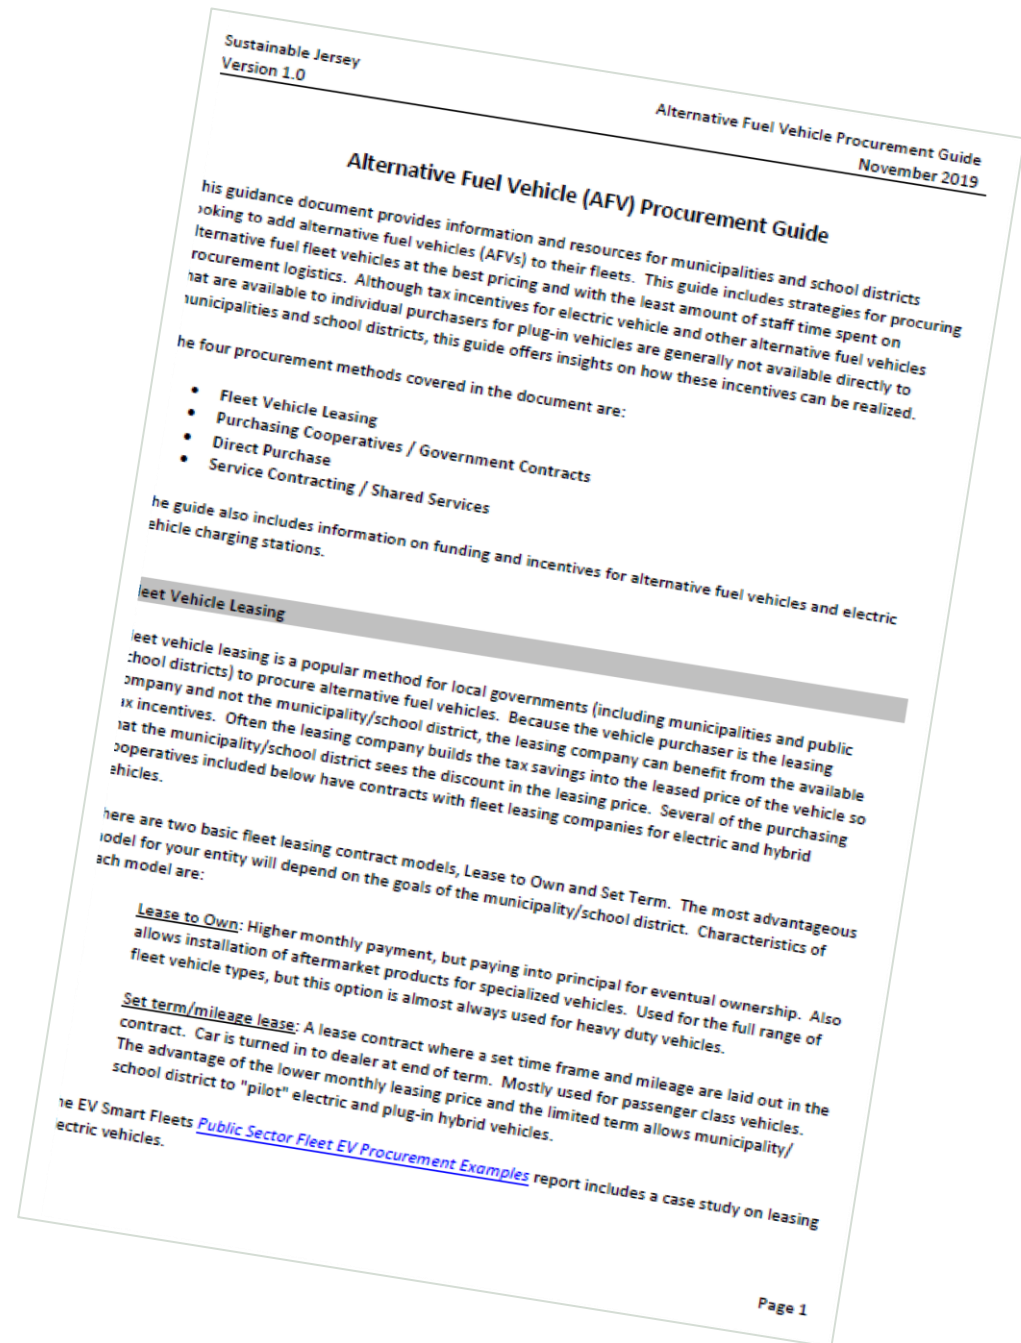 Sustainable Jersey
Version 1.0
Alternative Fuel Vehicle Procurement Guide
November 2019
Alternative Fuel Vehicle (AFV) Procurement Guide
his guidance document provides information and resources for municipalities and school districts
ooking to add alternative fuel vehicles (AFVs) to their fleets.  This guide includes strategies for procuring
lternative fuel fleet vehicles at the best pricing and with the least amount of staff time spent on
rocurement logistics.  Although tax incentives for electric vehicle and other alternative fuel vehicles
hat are available to individual purchasers for plug-in vehicles are generally not available directly to
unicipalities and school districts, this guide offers insights on how these incentives can be realized.
he four procurement methods covered in the document are:
• Fleet Vehicle Leasing
• Purchasing Cooperatives / Government Contracts
• Direct Purchase
• Service Contracting / Shared Services
he guide also includes information on funding and incentives for alternative fuel vehicles and electric
ehicle charging stations.
leet Vehicle Leasing
leet vehicle leasing is a popular method for local governments (including municipalities and public
chool districts) to procure alternative fuel vehicles.  Because the vehicle purchaser is the leasing
ompany and not the municipality/school district, the leasing company can benefit from the available
ax incentives.  Often the leasing company builds the tax savings into the leased price of the vehicle so
hat the municipality/school district sees the discount in the leasing price.  Several of the purchasing
ooperatives included below have contracts with fleet leasing companies for electric and hybrid
ehicles.
here are two basic fleet leasing contract models, Lease to Own and Set Term.  The most advantageous
odel for your entity will depend on the goals of the municipality/school district.  Characteristics of
ach model are:
Lease to Own: Higher monthly payment, but paying into principal for eventual ownership.  Also
allows installation of aftermarket products for specialized vehicles.  Used for the full range of
fleet vehicle types, but this option is almost always used for heavy duty vehicles.
Set term/mileage lease: A lease contract where a set time frame and mileage are laid out in the
contract.  Car is turned in to dealer at end of term.  Mostly used for passenger class vehicles.
The advantage of the lower monthly leasing price and the limited term allows municipality/
school district to "pilot" electric and plug-in hybrid vehicles.
he EV Smart Fleets Public Sector Fleet EV Procurement Examples report includes a case study on leasing
lectric vehicles.
Page 1